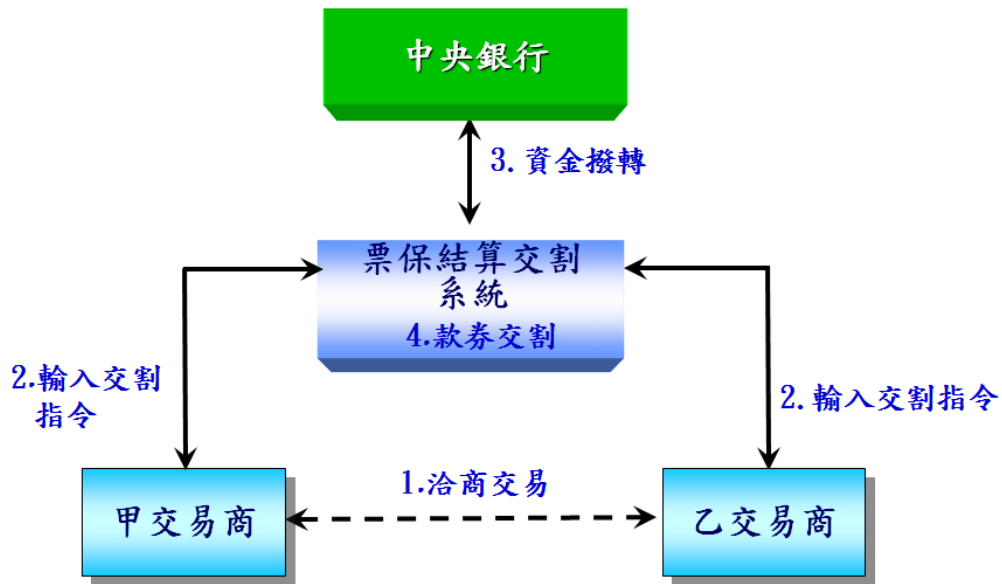 中央銀行
3. 資金撥轉
票保結算交割
系統
4.款券交割
2.輸入交割
指令
2.輸入交割指令
1.洽商交易
甲交易商
乙交易商